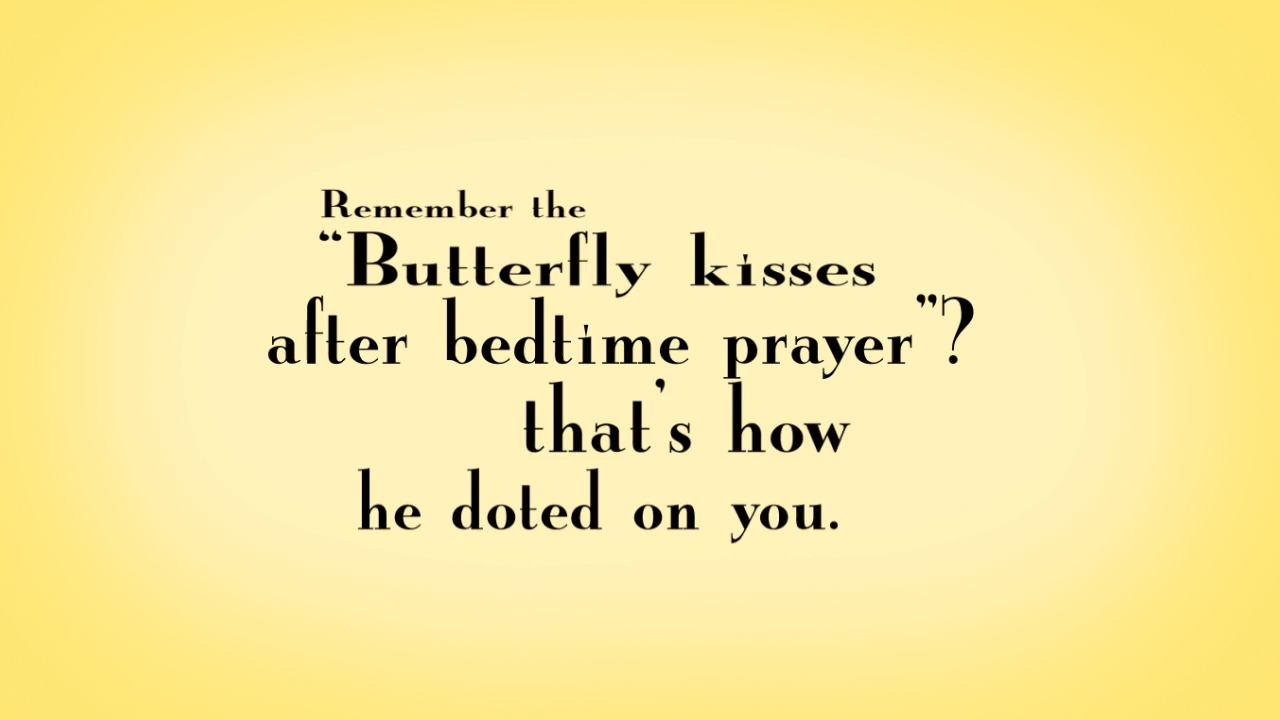 Remember the
“Butterfly kisses
after bedtime prayer”?
that’s how
he doted on you.